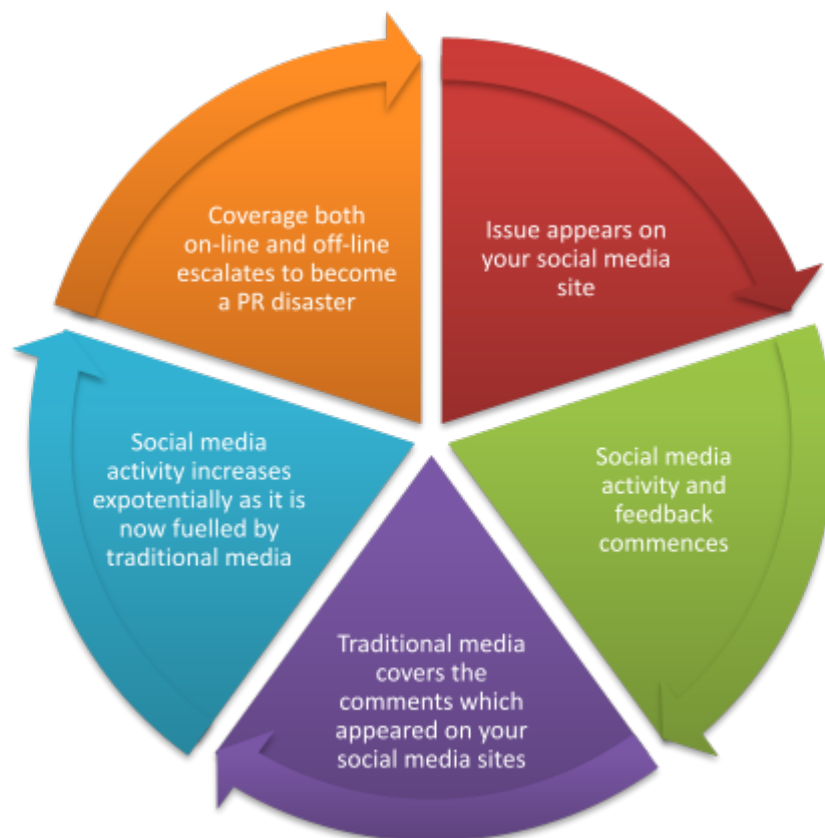 Issue appears on
your social media
site
Social media
activity and
feedback
commences
Traditional media
covers the
comments which
appeared on your
social media sites
Social media
activity increases
expotentially as it is
now fuelled by
traditional media
Coverage both
on-line and off-line
escalates to become
a PR disaster